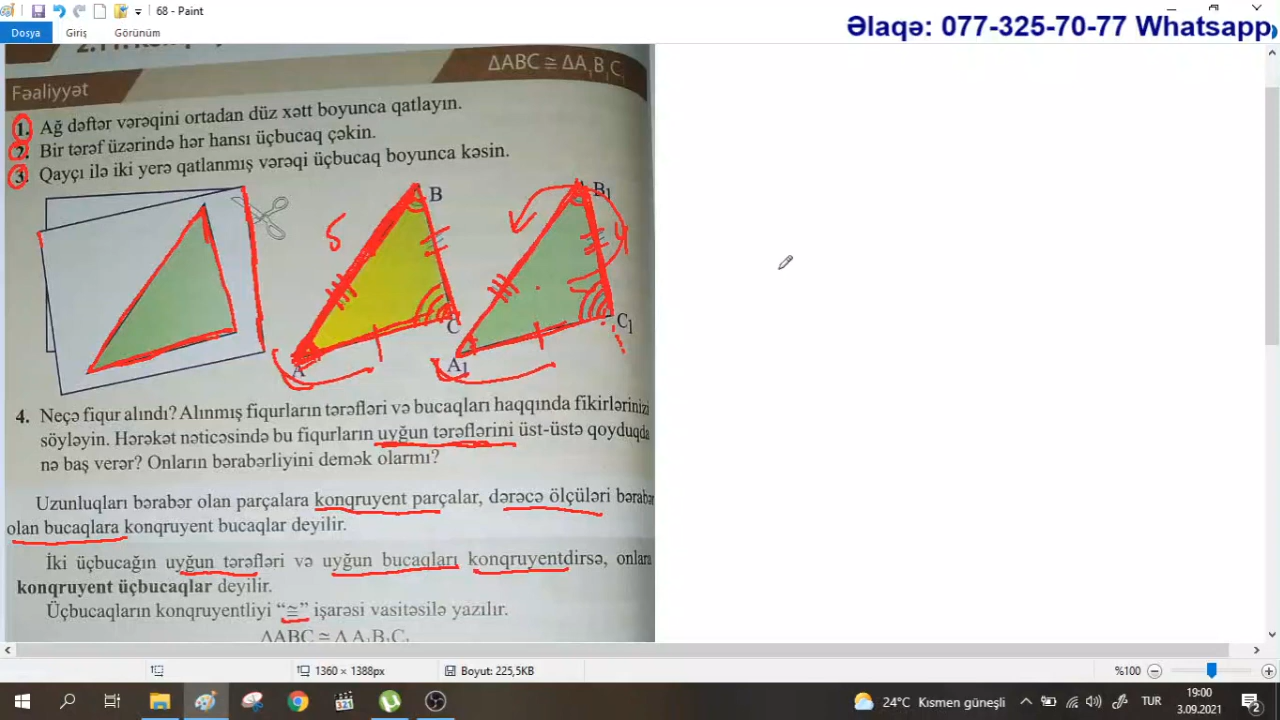 68 - Paint
Əlaqə: 077-325-70-77 Whatsapp
Dosya Giriş Görünüm
ΔABC ≅ ΔA₁B₁C₁
Fəaliyyət
1. Ağ dəftər vərəqini ortadan düz xətt boyunca qatlayın.
2. Bir tərəf üzərində hər hansı üçbucaq çəkin.
3. Qayçı ilə iki yerə qatlanmış vərəqi üçbucaq boyunca kəsin.
B
B₁
C
C₁
A
A₁
4. Neçə fiqur alındı? Alınmış fiqurların tərəfləri və bucaqları haqqında fikirlərinizi
söyləyin. Hərəkət nəticəsində bu fiqurların uyğun tərəflərini üst-üstə qoyduqda
nə baş verər? Onların bərabərliyini demək olarmı?
Uzunluqları bərabər olan parçalara konqruyent parçalar, dərəcə ölçüləri bərabər
olan bucaqlara konqruyent bucaqlar deyilir.
İki üçbucağın uyğun tərəfləri və uyğun bucaqları konqruyentdirsə, onlara
konqruyent üçbucaqlar deyilir.
Üçbucaqların konqruyentliyi “≅” işarəsi vasitəsilə yazılır.
ΔABC ≅ Δ A₁B₁C₁
1360 × 1388px Boyut: 225,5KB %100
24°C Kısmen güneşli TUR 19:00
3.09.2021 2